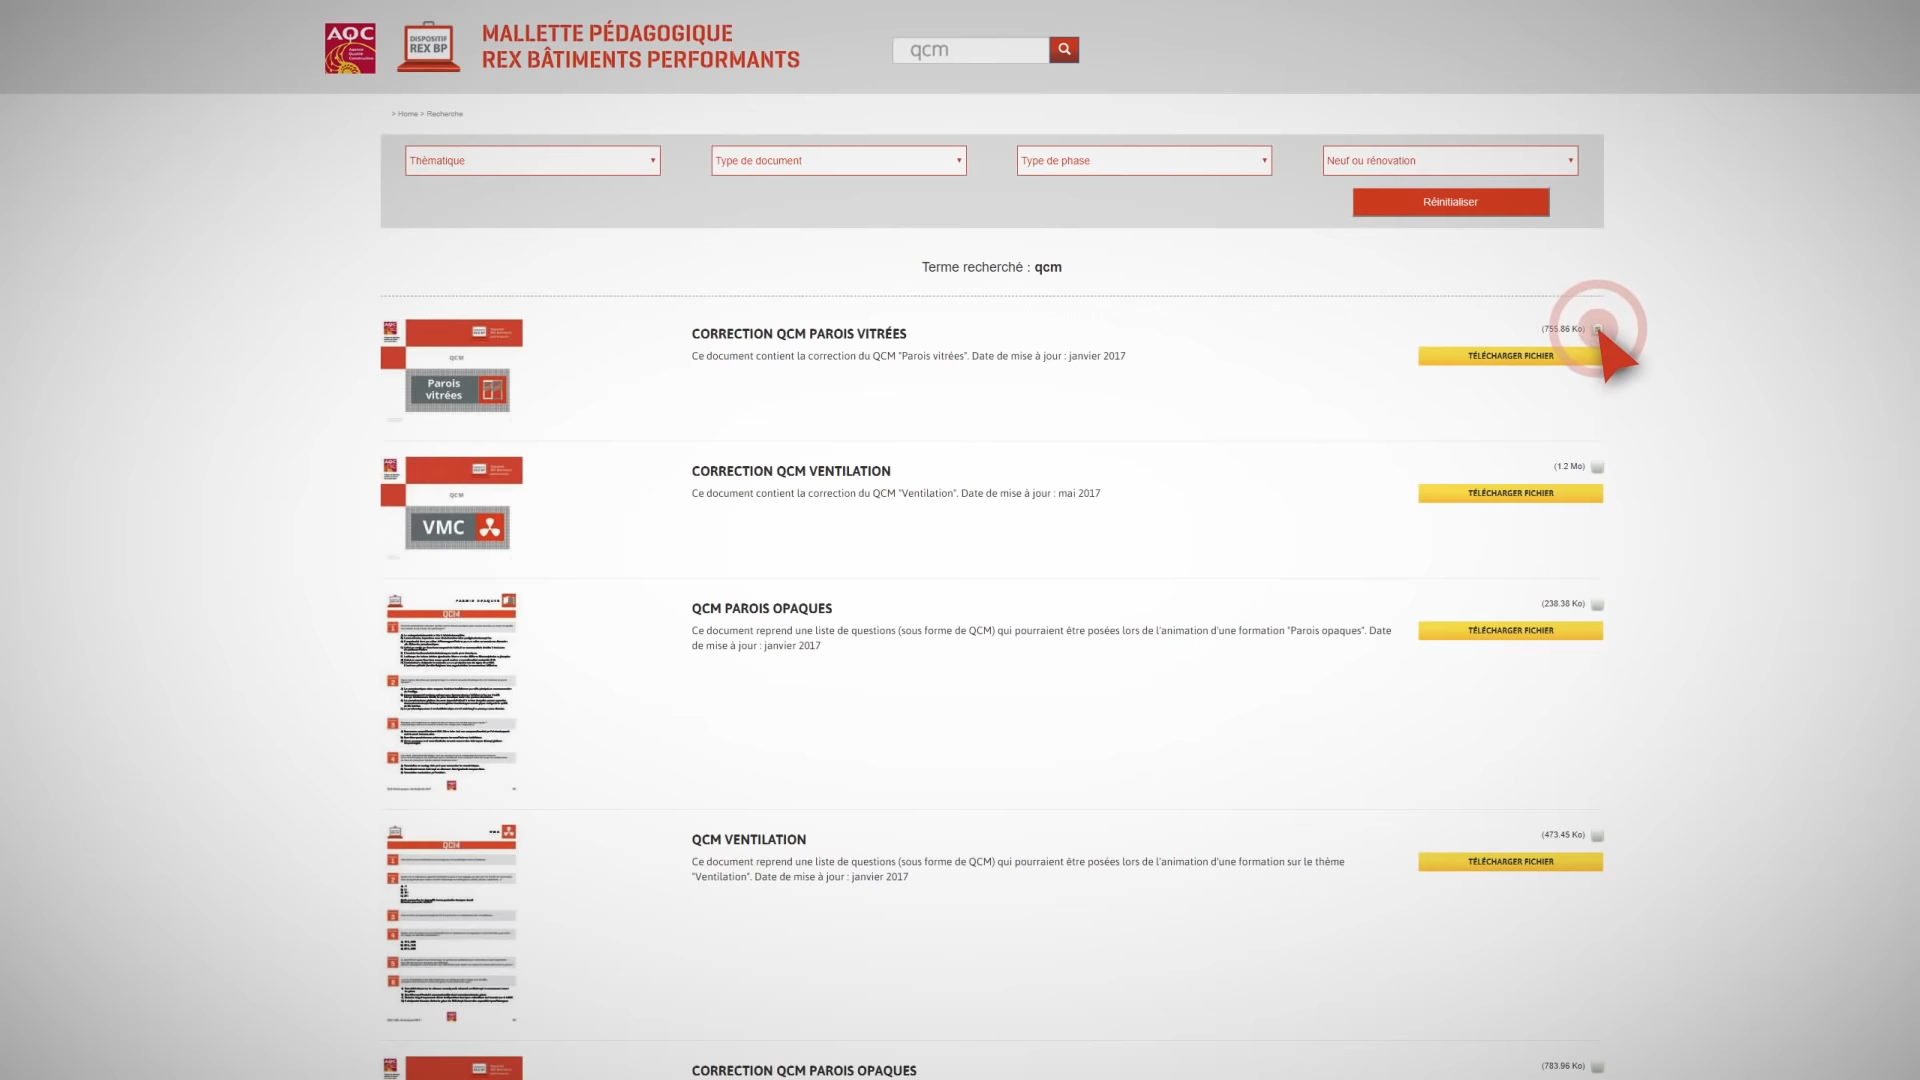 AQC
Agence
Qualité
Construction
DISPOSITIF
REX BP
MALLETTE PÉDAGOGIQUE
REX BÂTIMENTS PERFORMANTS
qcm
> Home > Recherche
Thématique
Type de document
Type de phase
Neuf ou rénovation
Réinitialiser
Terme recherché : qcm
QCM
Parois
vitrées
CORRECTION QCM PAROIS VITRÉES
Ce document contient la correction du QCM "Parois vitrées". Date de mise à jour : janvier 2017
(755.86 Ko)
TÉLÉCHARGER FICHIER
QCM
VMC
CORRECTION QCM VENTILATION
Ce document contient la correction du QCM "Ventilation". Date de mise à jour : mai 2017
(1.2 Mo)
TÉLÉCHARGER FICHIER
PAROIS OPAQUES
QCM
QCM PAROIS OPAQUES
Ce document reprend une liste de questions (sous forme de QCM) qui pourraient être posées lors de l'animation d'une formation "Parois opaques". Date
de mise à jour : janvier 2017
(238.38 Ko)
TÉLÉCHARGER FICHIER
QCM
QCM VENTILATION
Ce document reprend une liste de questions (sous forme de QCM) qui pourraient être posées lors de l'animation d'une formation sur le thème
"Ventilation". Date de mise à jour : janvier 2017
(473.45 Ko)
TÉLÉCHARGER FICHIER
AQC
CORRECTION QCM PAROIS OPAQUES
(783.96 Ko)